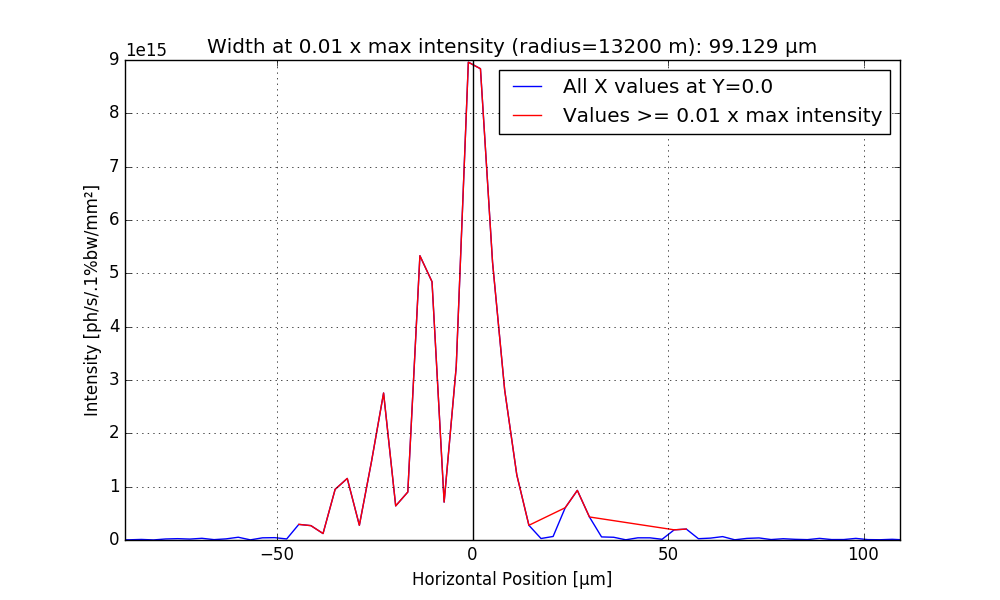 Width at 0.01 x max intensity (radius=13200 m): 99.129 µm
1e15
All X values at Y=0.0
Values >= 0.01 x max intensity
9
8
7
6
5
4
3
2
1
0
Intensity [ph/s/.1%bw/mm²]
−50
0
50
100
Horizontal Position [µm]